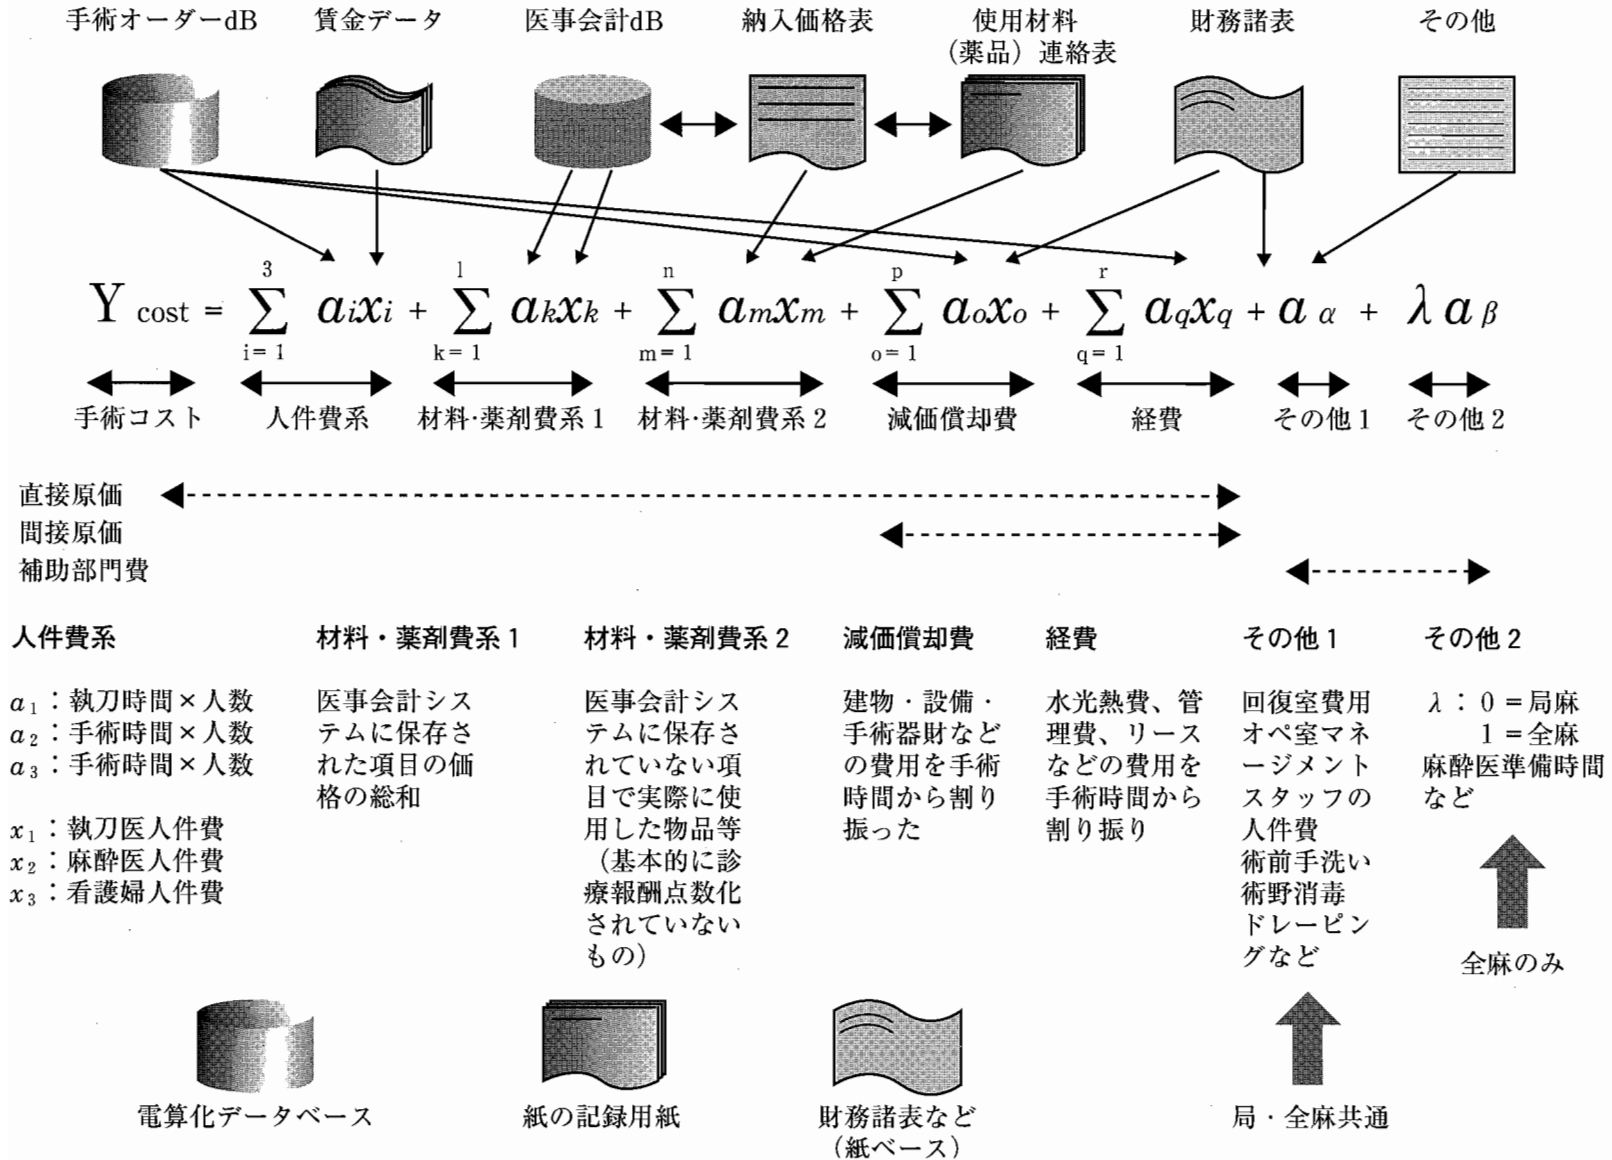 手術オーダーdB
賃金データ
医事会計dB
納入価格表
使用材料
（薬品）連絡表
財務諸表
その他
Y cost = 3 Σ i=1 aixi + l Σ k=1 akxk + n Σ m=1 amxm + p Σ o=1 aoxo + r Σ q=1 aqxq + a α + λ a β
手術コスト
人件費系
材料・薬剤費系1
材料・薬剤費系2
減価償却費
経費
その他1
その他2
直接原価
間接原価
補助部門費
人件費系
a1：執刀時間×人数
a2：手術時間×人数
a3：手術時間×人数
x1：執刀医人件費
x2：麻酔医人件費
x3：看護婦人件費
材料・薬剤費系1
医事会計シス
テムに保存さ
れた項目の価
格の総和
材料・薬剤費系2
医事会計シス
テムに保存さ
れていない項
目で実際に使
用した物品等
（基本的に診
療報酬点数化
されていない
もの）
減価償却費
建物・設備・
手術器財など
の費用を手術
時間から割り
振った
経費
水光熱費、管
理費、リース
などの費用を
手術時間から
割り振り
その他1
回復室費用
オペ室マネ
ージメント
スタッフの
人件費
術前手洗い
術野消毒
ドレーピン
グなど
その他2
λ：0＝局麻
1＝全麻
麻酔医準備時間
など
全麻のみ
電算化データベース
紙の記録用紙
財務諸表など
（紙ベース）
局・全麻共通